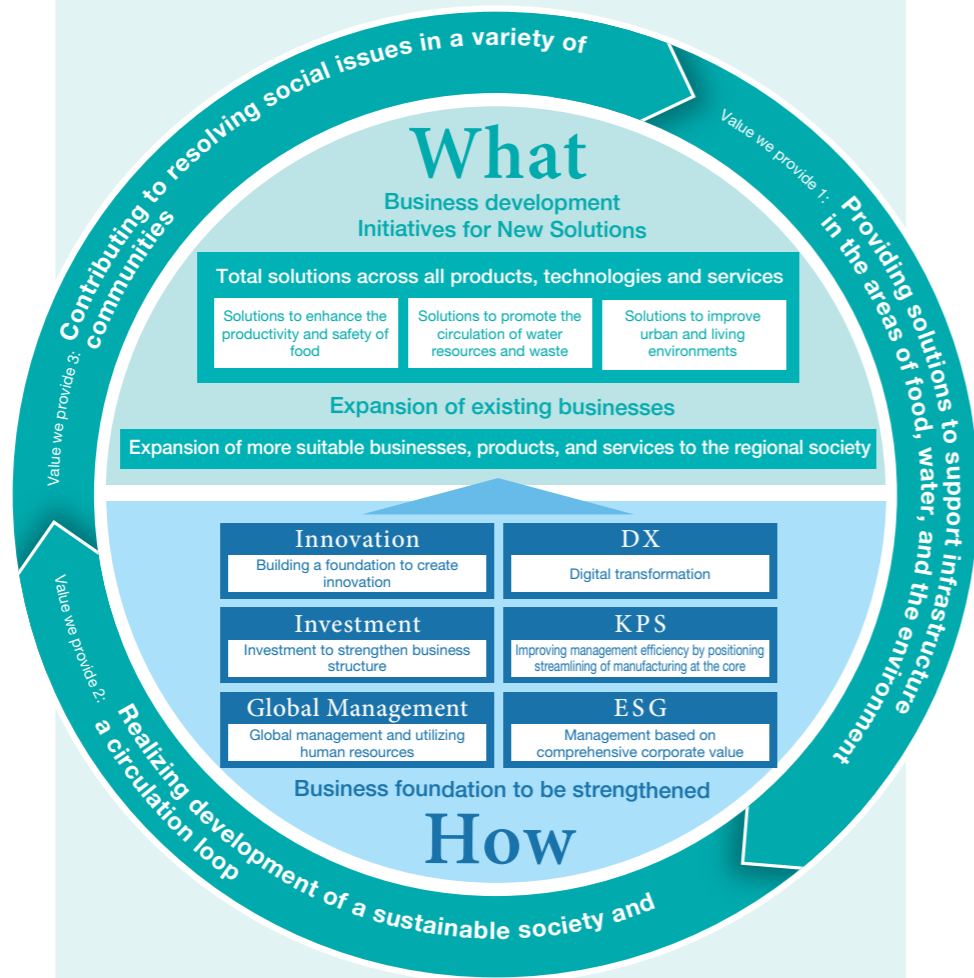 What
Business development
Initiatives for New Solutions
Total solutions across all products, technologies and services
Solutions to enhance the
productivity and safety of
food
Solutions to promote the
circulation of water
resources and waste
Solutions to improve
urban and living
environments
Expansion of existing businesses
Expansion of more suitable businesses, products, and services to the regional society
Innovation
Building a foundation to create
innovation
DX
Digital transformation
Investment
Investment to strengthen business
structure
KPS
Improving management efficiency by positioning
streamlining of manufacturing at the core
Global Management
Global management and utilizing
human resources
ESG
Management based on
comprehensive corporate value
Business foundation to be strengthened
How
Value we provide 1:
Providing solutions to support infrastructure
in the areas of food, water, and the environment
Value we provide 2:
Realizing development of a sustainable society and
a circulation loop
Value we provide 3:
Contributing to resolving social issues in a variety of
communities